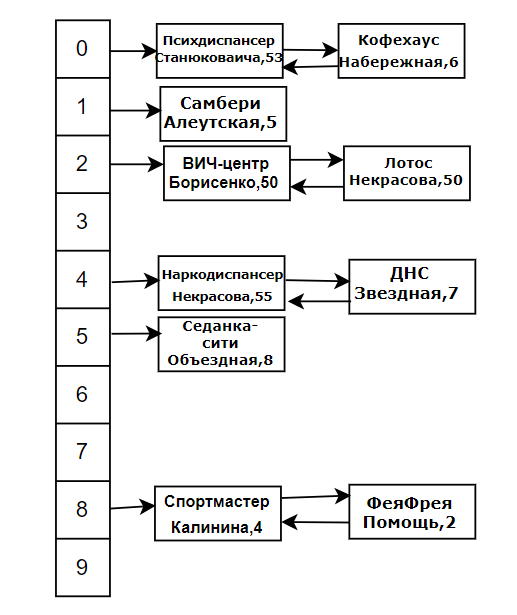 0
Психдиспансер
Станюковаича,53
Кофехаус
Набережная,6
1
Самбери
Алеутская,5
2
ВИЧ-центр
Борисенко,50
Лотос
Некрасова,50
3
4
Наркодиспансер
Некрасова,55
ДНС
Звездная,7
5
Седанка-
сити
Объездная,8
6
7
8
Спортмастер
Калинина,4
ФеяФрея
Помощь,2
9